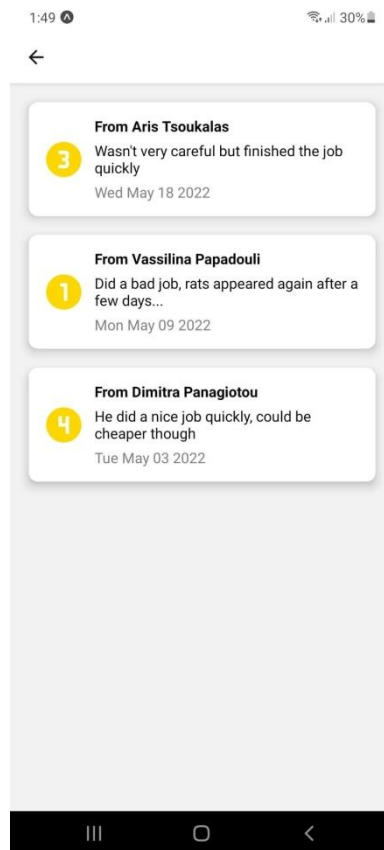 1:49 30%
From Aris Tsoukalas
3
Wasn't very careful but finished the job
quickly
Wed May 18 2022
From Vassilina Papadouli
1
Did a bad job, rats appeared again after a
few days...
Mon May 09 2022
From Dimitra Panagiotou
4
He did a nice job quickly, could be
cheaper though
Tue May 03 2022